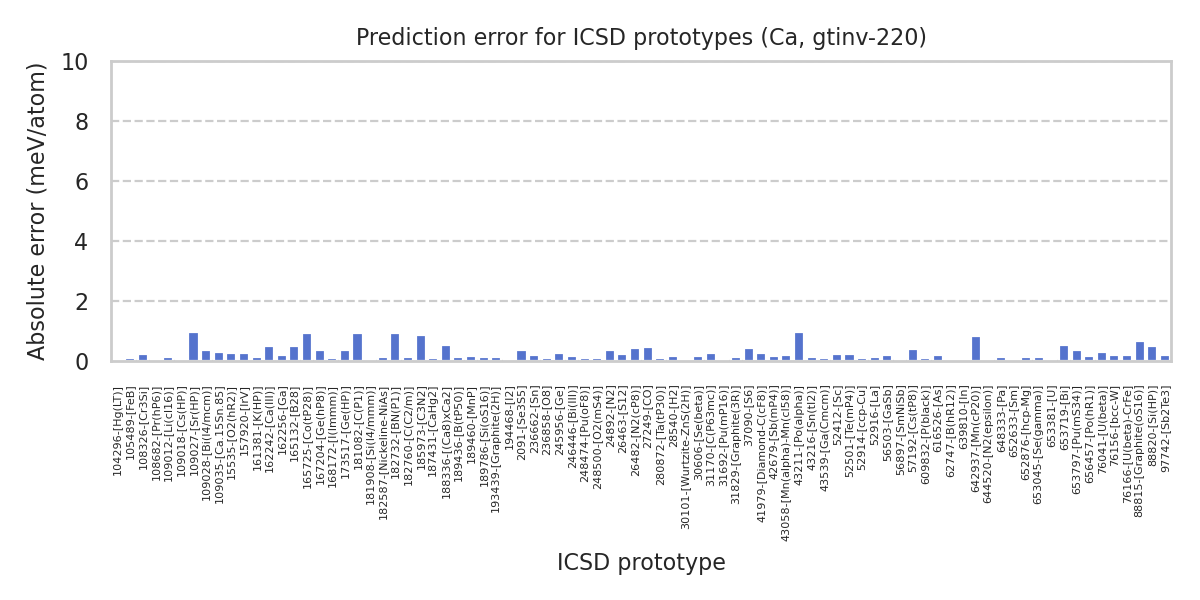 Prediction error for ICSD prototypes (Ca, gtinv-220)
Absolute error (meV/atom)
10
8
6
4
2
0
104296-[Hg(LT)]
105489-[FeB]
108326-[Cr3Si]
108682-[Pr(hP6)]
109012-[Li(cI16)]
109018-[Cs(HP)]
109027-[Sr(HP)]
109028-[Bi(I4/mcm)]
109035-[Ca.15Sn.85]
15535-[O2(hR2)]
157920-[IrV]
161381-[K(HP)]
162242-[Ca(III)]
162256-[Ga]
165132-[B28]
165725-[Co(tP28)]
167204-[Ge(hP8)]
168172-[I(Immm)]
173517-[Ge(HP)]
181082-[C(P1)]
181908-[Si(I4/mmm)]
182587-[Nickeline-NiAs]
182732-[BN(P1)]
182760-[C(C2/m)]
185973-[C3N2]
187431-[CaHg2]
188336-[(Ca8)xCa2]
189436-[B(tP50)]
189460-[MnP]
189786-[Si(oS16)]
193439-[Graphite(2H)]
194468-[I2]
2091-[Se3S5]
236662-[Sn]
236858-[O8]
245956-[Ge]
246446-[Bi(III)]
248474-[Pu(oF8)]
248500-[O2(mS4)]
24892-[N2]
26463-[S12]
26482-[N2(cP8)]
27249-[CO]
280872-[Ta(tP30)]
28540-[H2]
30101-[Wurtzite-ZnS(2H)]
30606-[Se(beta)]
31170-[C(P63mc)]
31692-[Pu(mP16)]
31829-[Graphite(3R)]
37090-[S6]
41979-[Diamond-C(cF8)]
42679-[Sb(mP4)]
43058-[Mn(alpha)-Mn(cI58)]
43211-[Po(alpha)]
43216-[Sn(tI4)]
43539-[Ga(Cmcm)]
52412-[Sc]
52501-[Te(mP4)]
52914-[ccp-Cu]
52916-[La]
56503-[GaSb]
56897-[SmNiSb]
57192-[Cs(tP8)]
609832-[P(black)]
616526-[As]
62747-[B(hR12)]
639810-[In]
642937-[Mn(cP20)]
644520-[N2(epsilon)]
648333-[Pa]
652633-[Sm]
652876-[hcp-Mg]
653045-[Se(gamma)]
653381-[U]
653719-[U]
653797-[Pu(mS34)]
656457-[Po(hR1)]
76041-[U(beta)]
76156-[bcc-W]
76166-[U(beta)-CrFe]
88815-[Graphite(oS16)]
88820-[Si(HP)]
97742-[Sb2Te3]
ICSD prototype